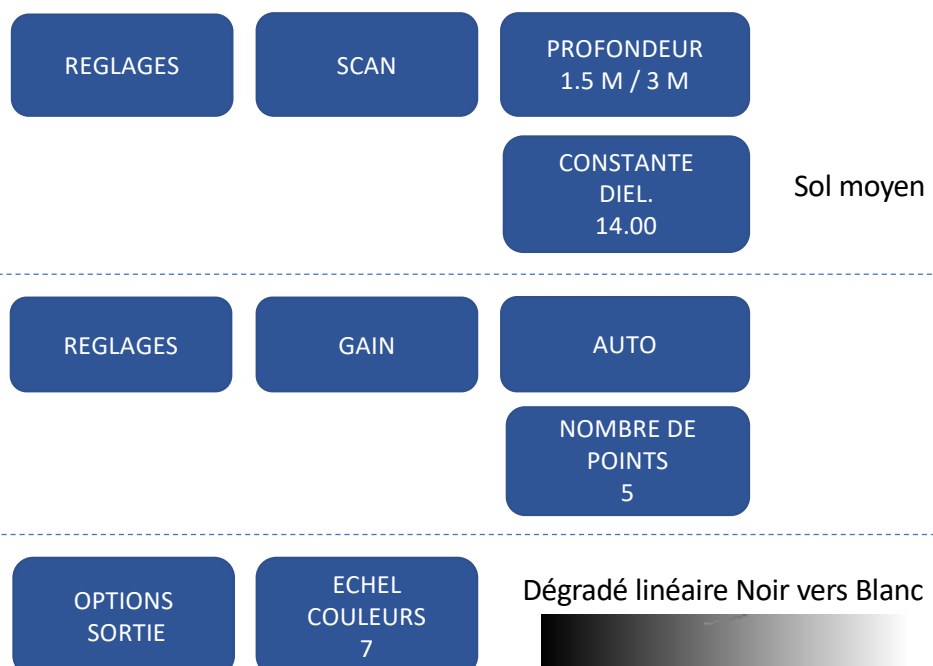 REGLAGES
SCAN
PROFONDEUR
1.5 M / 3 M
CONSTANTE
DIEL.
14.00
Sol moyen
REGLAGES
GAIN
AUTO
NOMBRE DE
POINTS
5
OPTIONS
SORTIE
ECHEL
COULEURS
7
Dégradé linéaire Noir vers Blanc